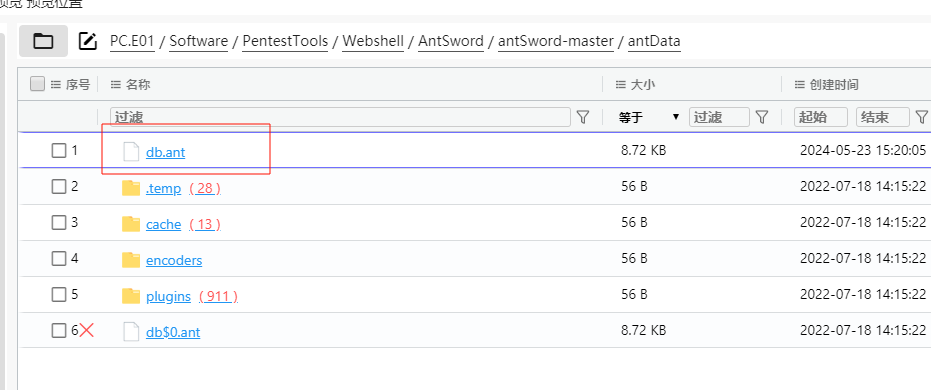 预览 预览位置
PC.E01 / Software / PentestTools / Webshell / AntSword / antSword-master / antData
序号 名称 大小 创建时间
过滤 等于 ▼ 过滤 起始 结束
1 db.ant 8.72 KB 2024-05-23 15:20:05
2 .temp ( 28 ) 56 B 2022-07-18 14:15:22
3 cache ( 13 ) 56 B 2022-07-18 14:15:22
4 encoders 56 B 2022-07-18 14:15:22
5 plugins ( 911 ) 56 B 2022-07-18 14:15:22
6 db$0.ant 8.72 KB 2022-07-18 14:15:22